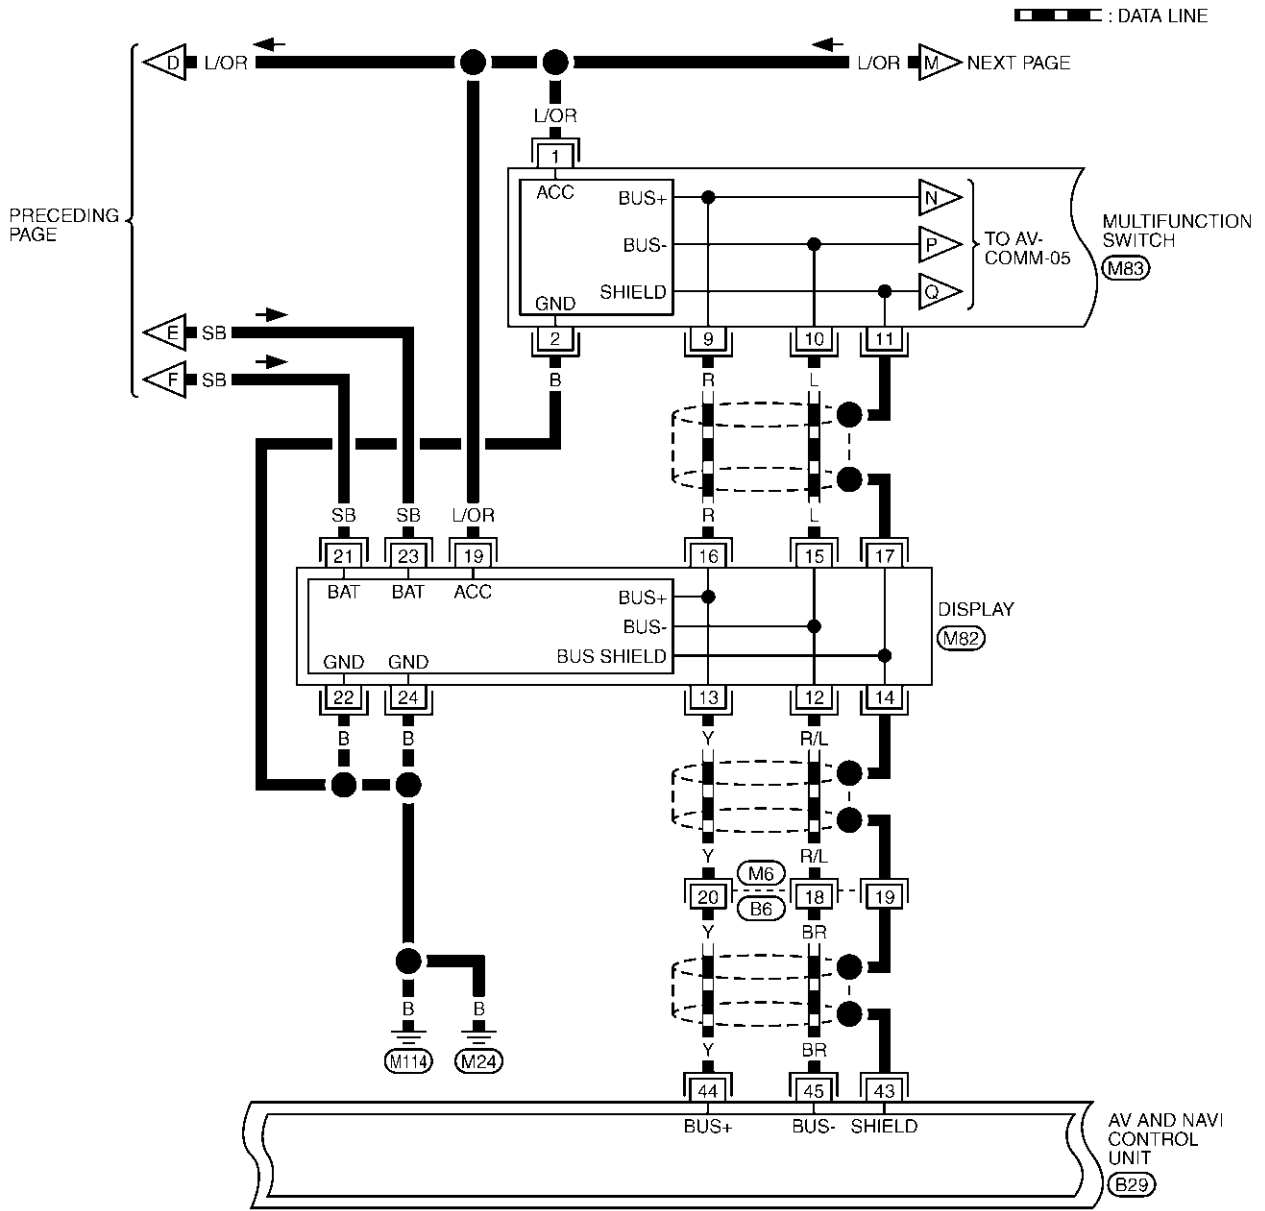 : DATA LINE
D L/OR L/OR M NEXT PAGE
L/OR
1
ACC BUS+ N
PRECEDING
PAGE
MULTIFUNCTION
SWITCH
M83
BUS- P TO AV-
COMM-05
GND SHIELD Q
E SB
2 9 10 11
F SB
B R L
SB SB L/OR R L
21 23 19 16 15 17
BAT BAT ACC BUS+
DISPLAY
M82
BUS-
GND GND BUS SHIELD
22 24 13 12 14
B B Y R/L
Y R/L
M6
20 18 19
B6
Y BR
B B
M114 M24
Y BR
44 45 43
BUS+ BUS- SHIELD
AV AND NAVI
CONTROL
UNIT
B29